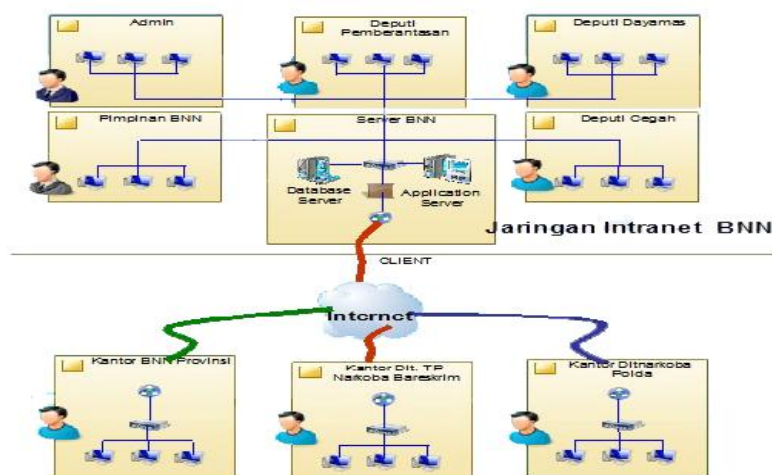 Admin
Deputi
Pemberantasan
Deputi Dayamas
Pimpinan BNN
Server BNN
Deputi Cegah
Database
Server
Application
Server
Jaringan Intranet BNN
CLIENT
Internet
Kantor BNN Provinsi
Kantor Dit. TP
Narkoba Bareskrim
Kantor Ditnarkoba
Polda